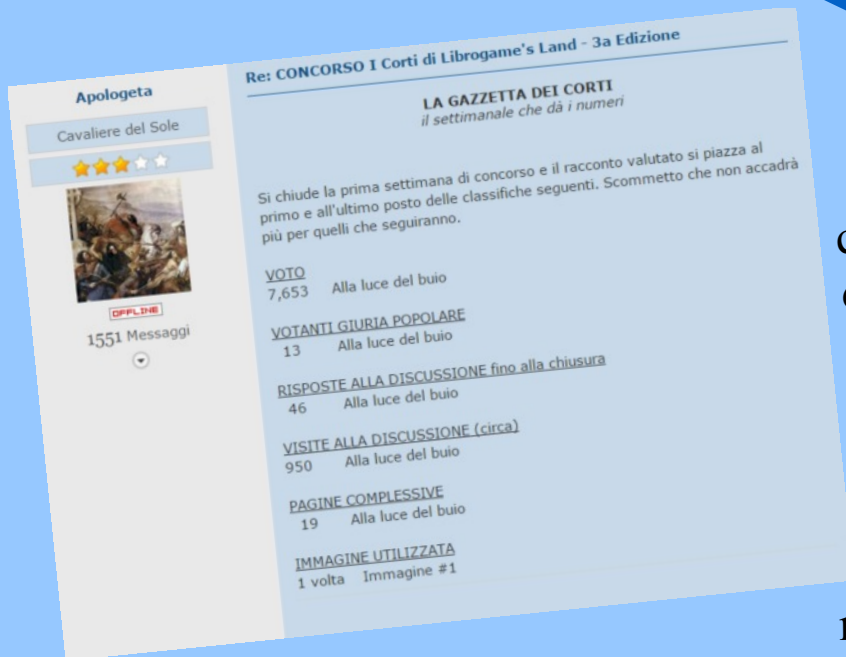 Apologeta
Cavaliere del Sole
OFFLINE
1551 Messaggi
Re: CONCORSO I Corti di Librogame's Land - 3a Edizione
LA GAZZETTA DEI CORTI
il settimanale che dà i numeri
Si chiude la prima settimana di concorso e il racconto valutato si piazza al
primo e all'ultimo posto delle classifiche seguenti. Scommetto che non accadrà
più per quelli che seguiranno.
VOTO
7,653 Alla luce del buio
VOTANTI GIURIA POPOLARE
13 Alla luce del buio
RISPOSTE ALLA DISCUSSIONE fino alla chiusura
46 Alla luce del buio
VISITE ALLA DISCUSSIONE (circa)
950 Alla luce del buio
PAGINE COMPLESSIVE
19 Alla luce del buio
IMMAGINE UTILIZZATA
1 volta Immagine #1